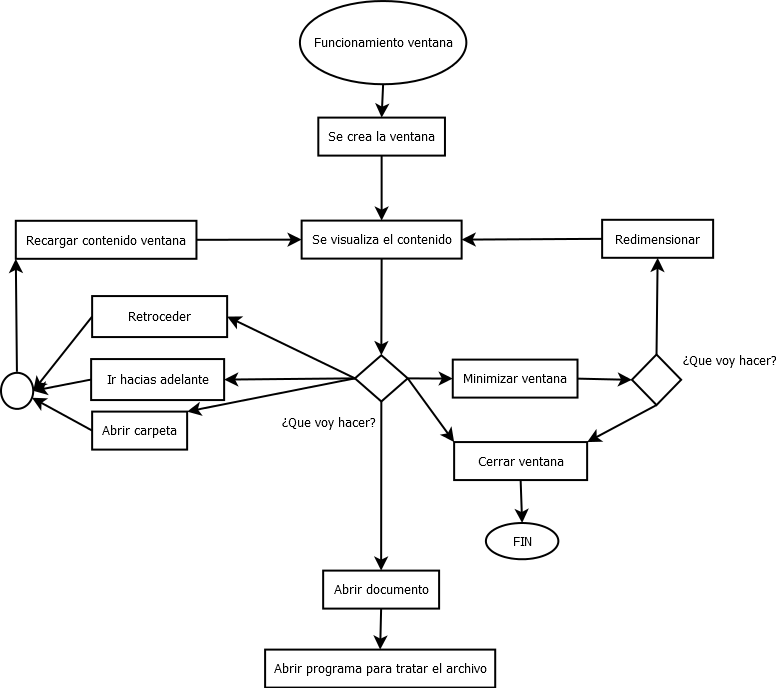 Funcionamiento ventana
Se crea la ventana
Recargar contenido ventana
Se visualiza el contenido
Redimensionar
Retroceder
Ir hacias adelante
Minimizar ventana
¿Que voy hacer?
Abrir carpeta
¿Que voy hacer?
Cerrar ventana
FIN
Abrir documento
Abrir programa para tratar el archivo